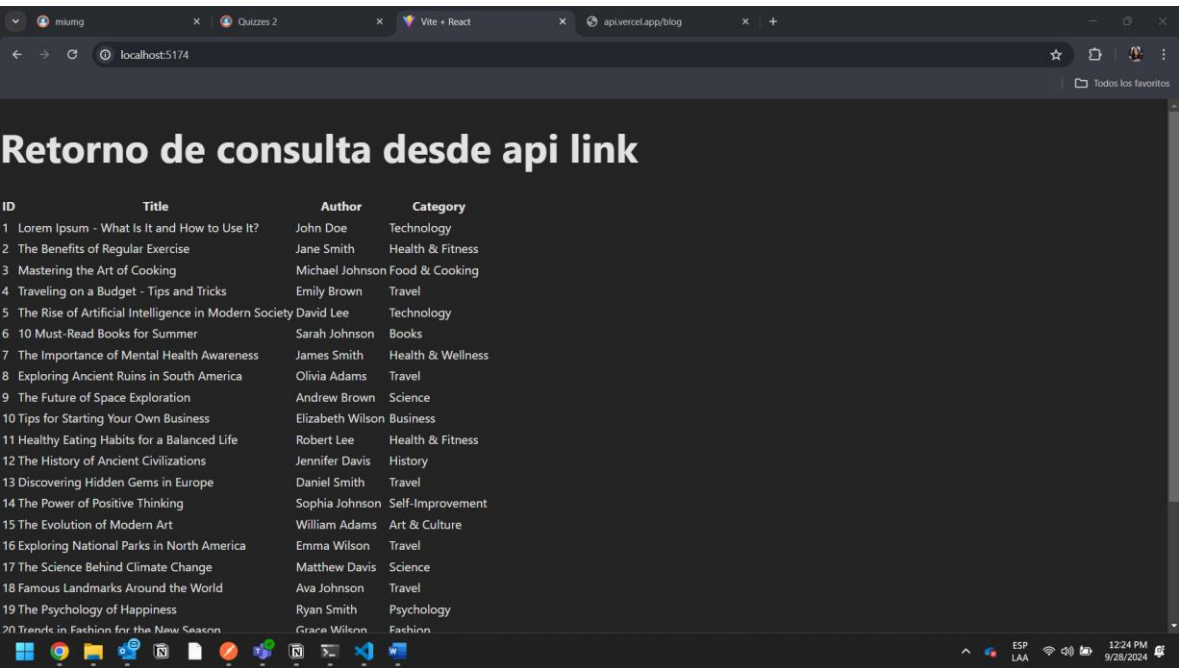 miumg
Quizzes 2
Vite + React
api.vercel.app/blog
localhost:5174
Todos los favoritos
Retorno de consulta desde api link
ID Title Author Category
1 Lorem Ipsum - What Is It and How to Use It? John Doe Technology
2 The Benefits of Regular Exercise Jane Smith Health & Fitness
3 Mastering the Art of Cooking Michael Johnson Food & Cooking
4 Traveling on a Budget - Tips and Tricks Emily Brown Travel
5 The Rise of Artificial Intelligence in Modern Society David Lee Technology
6 10 Must-Read Books for Summer Sarah Johnson Books
7 The Importance of Mental Health Awareness James Smith Health & Wellness
8 Exploring Ancient Ruins in South America Olivia Adams Travel
9 The Future of Space Exploration Andrew Brown Science
10 Tips for Starting Your Own Business Elizabeth Wilson Business
11 Healthy Eating Habits for a Balanced Life Robert Lee Health & Fitness
12 The History of Ancient Civilizations Jennifer Davis History
13 Discovering Hidden Gems in Europe Daniel Smith Travel
14 The Power of Positive Thinking Sophia Johnson Self-Improvement
15 The Evolution of Modern Art William Adams Art & Culture
16 Exploring National Parks in North America Emma Wilson Travel
17 The Science Behind Climate Change Matthew Davis Science
18 Famous Landmarks Around the World Ava Johnson Travel
19 The Psychology of Happiness Ryan Smith Psychology
20 Trends in Fashion for the New Season Grace Wilson Fashion
ESP
LAA
12:24 PM
9/28/2024